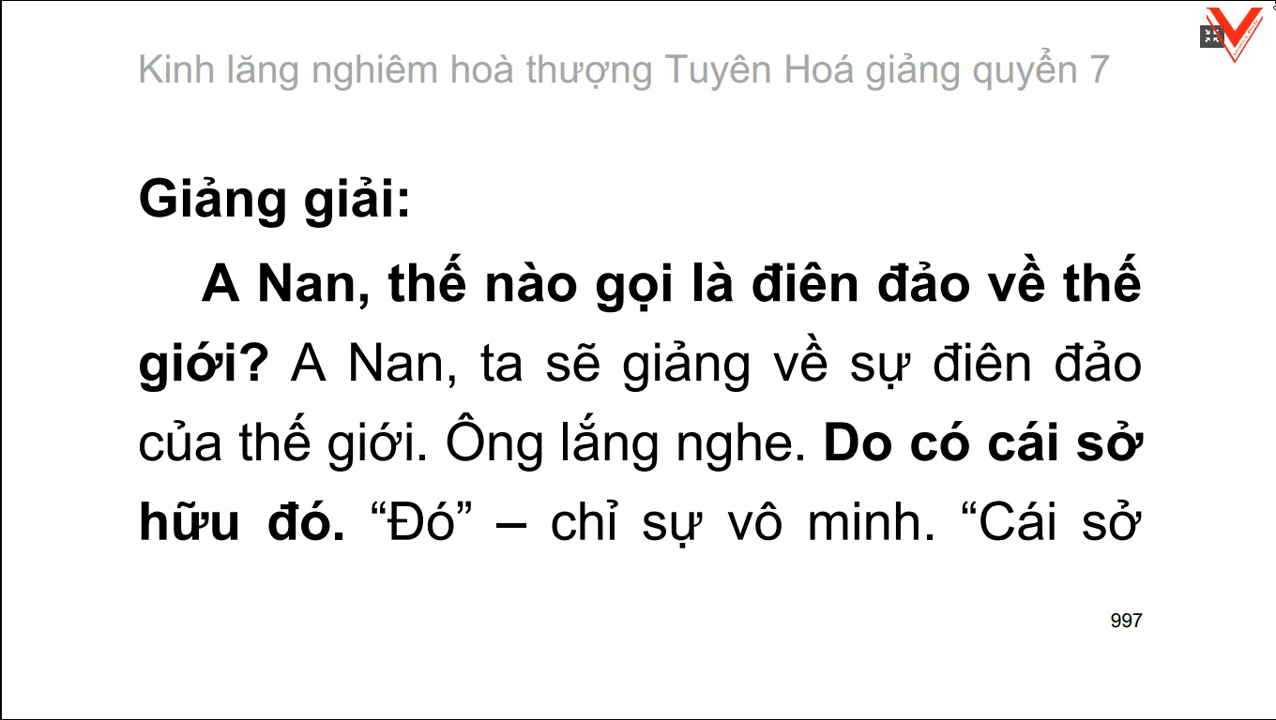 Kinh lăng nghiêm hoà thượng Tuyên Hoá giảng quyển 7
Giảng giải:
A Nan, thế nào gọi là điên đảo về thế
giới? A Nan, ta sẽ giảng về sự điên đảo
của thế giới. Ông lắng nghe. Do có cái sở
hữu đó. “Đó” – chỉ sự vô minh. “Cái sở
997